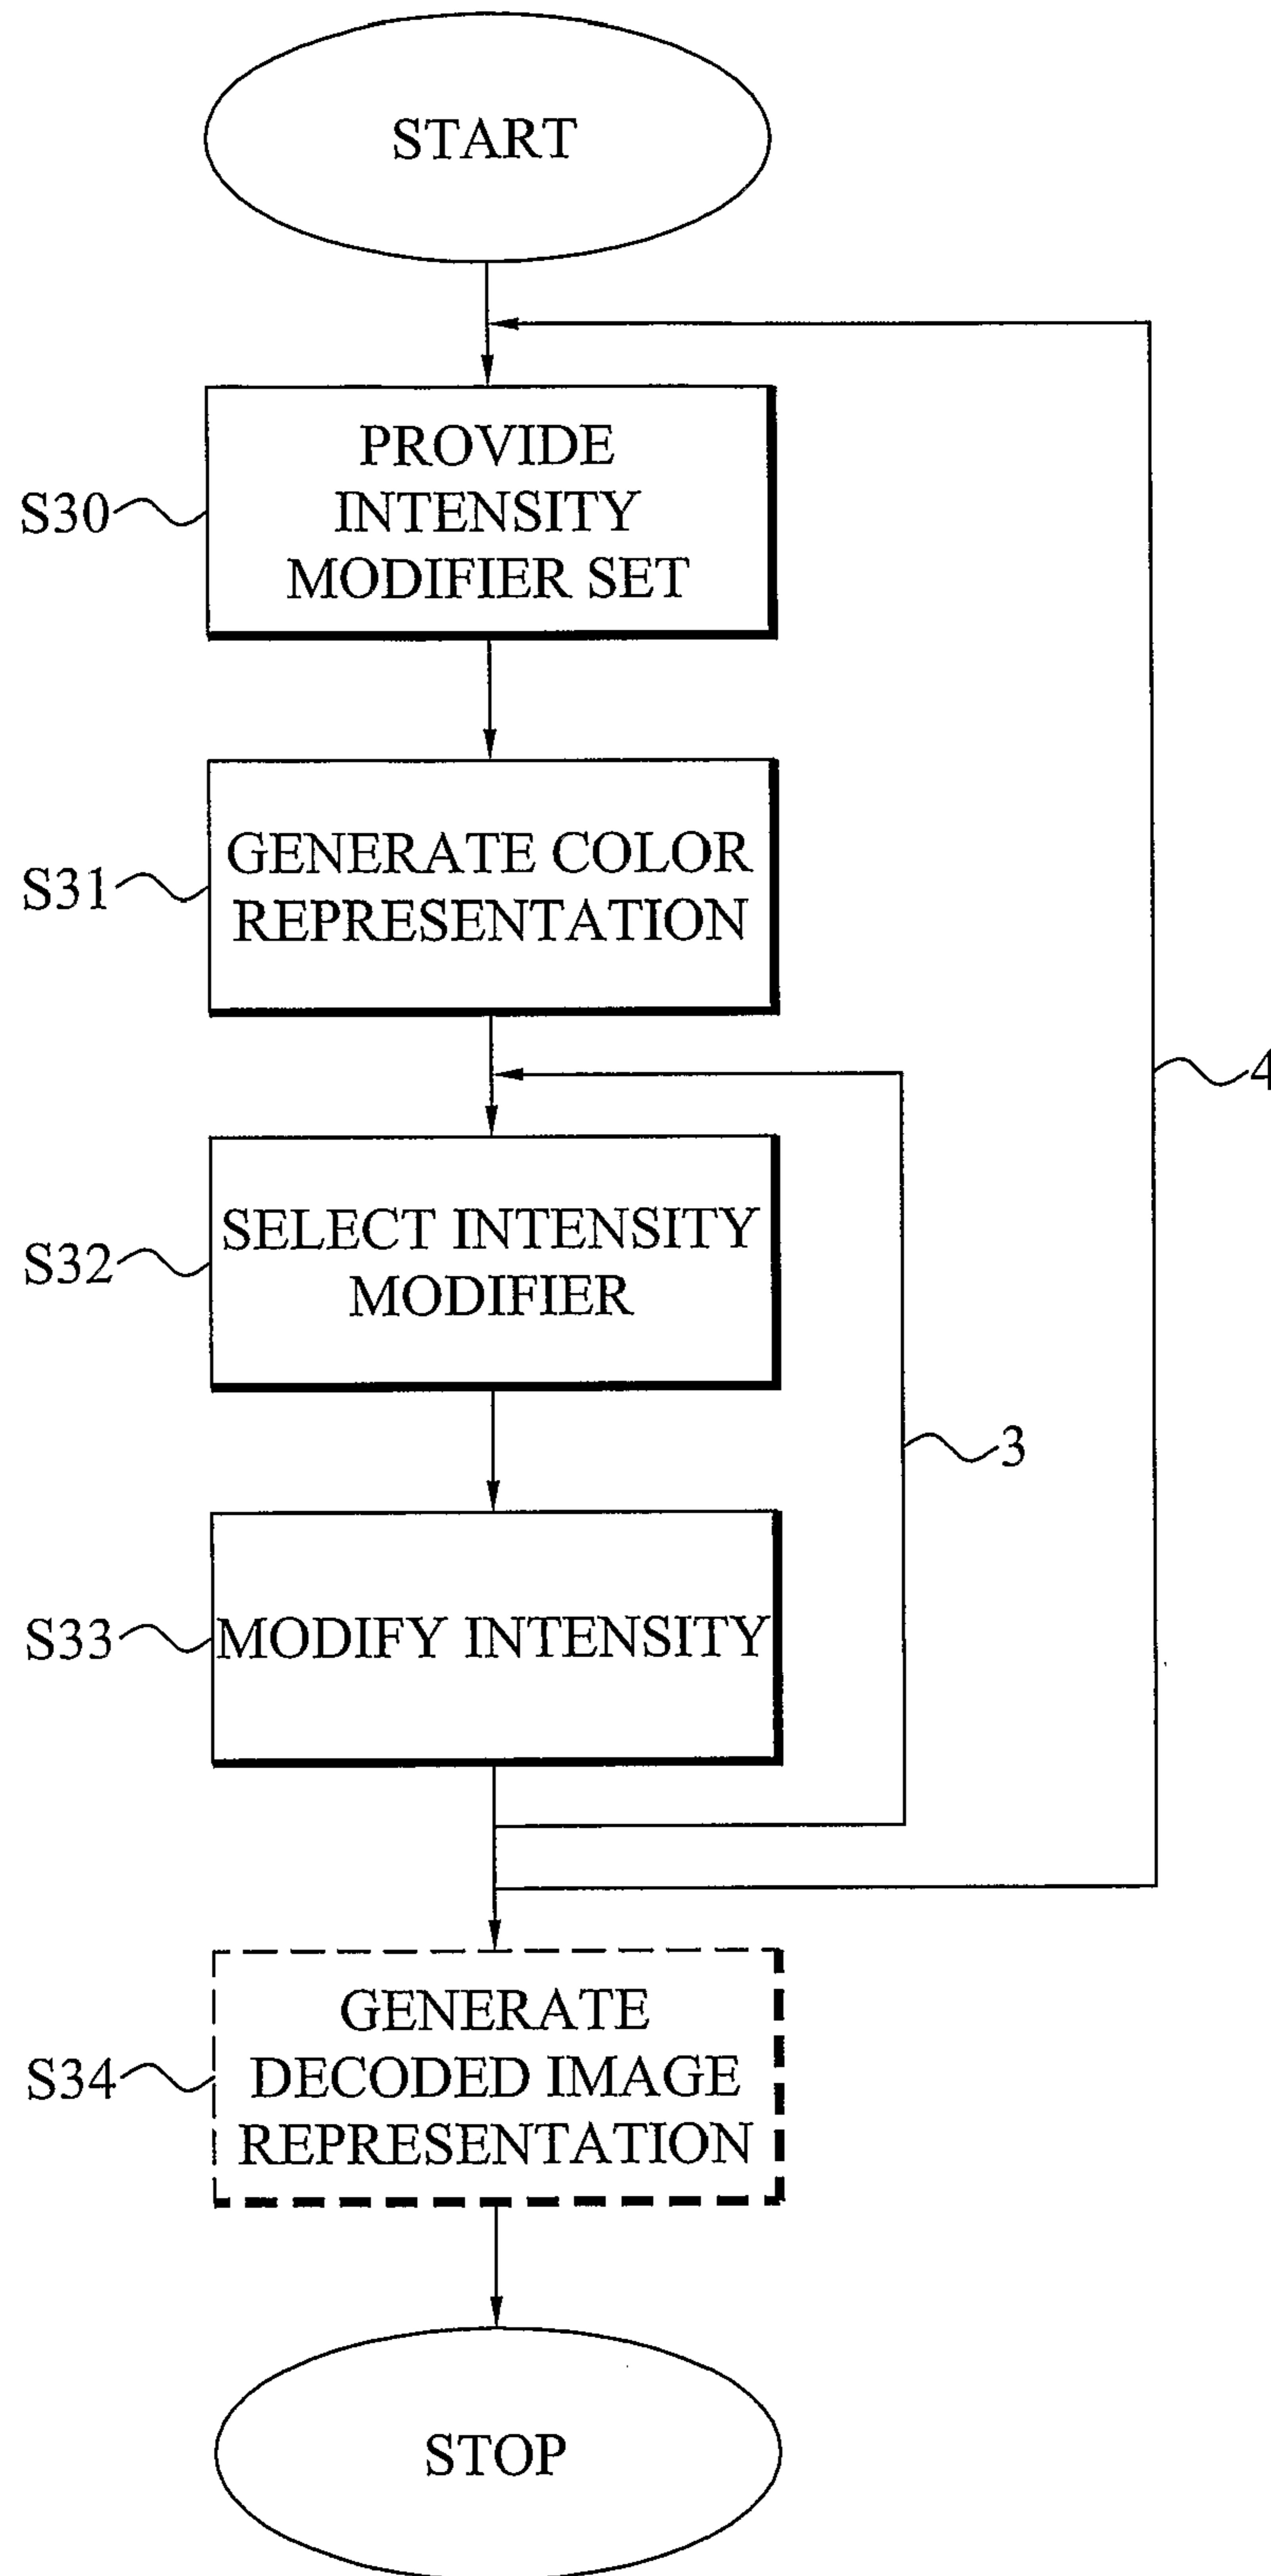 START
S30
PROVIDE
INTENSITY
MODIFIER SET
S31
GENERATE COLOR
REPRESENTATION
4
S32
SELECT INTENSITY
MODIFIER
3
S33
MODIFY INTENSITY
S34
GENERATE
DECODED IMAGE
REPRESENTATION
STOP